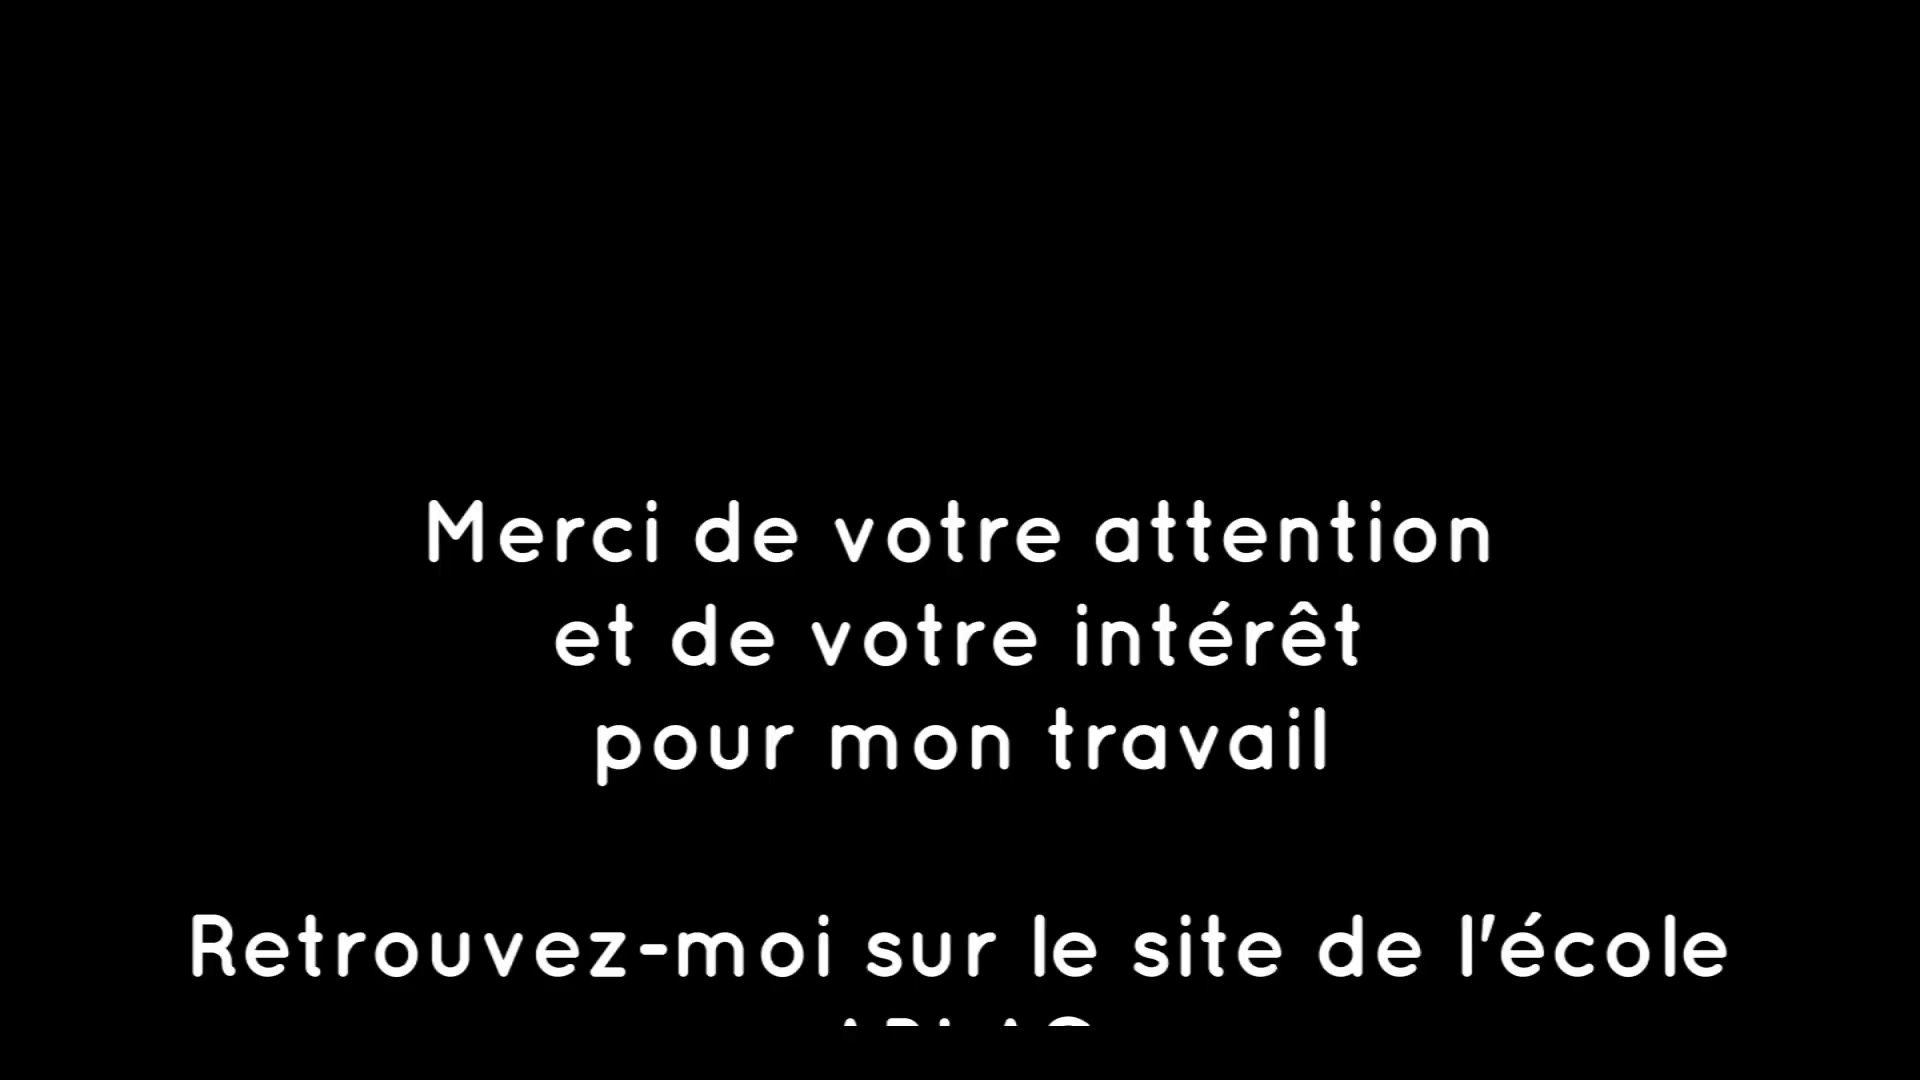 Merci de votre attention
et de votre intérêt
pour mon travail
Retrouvez-moi sur le site de l'école